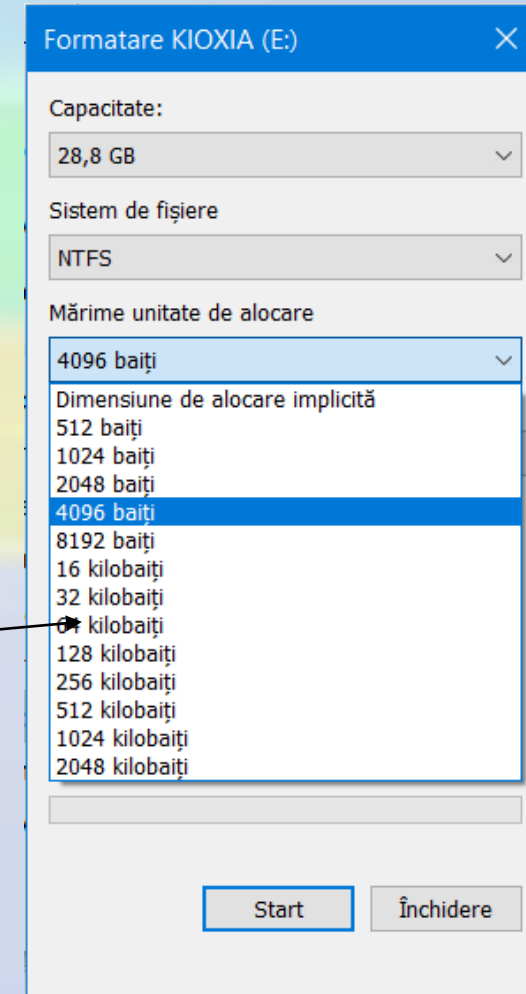 Formatare KIOXIA (E:)
Capacitate:
28,8 GB
Sistem de fișiere
NTFS
Mărime unitate de alocare
4096 baiți
Dimensiune de alocare implicită
512 baiți
1024 baiți
2048 baiți
4096 baiți
8192 baiți
16 kilobaiți
32 kilobaiți
64 kilobaiți
128 kilobaiți
256 kilobaiți
512 kilobaiți
1024 kilobaiți
2048 kilobaiți
Start Închidere